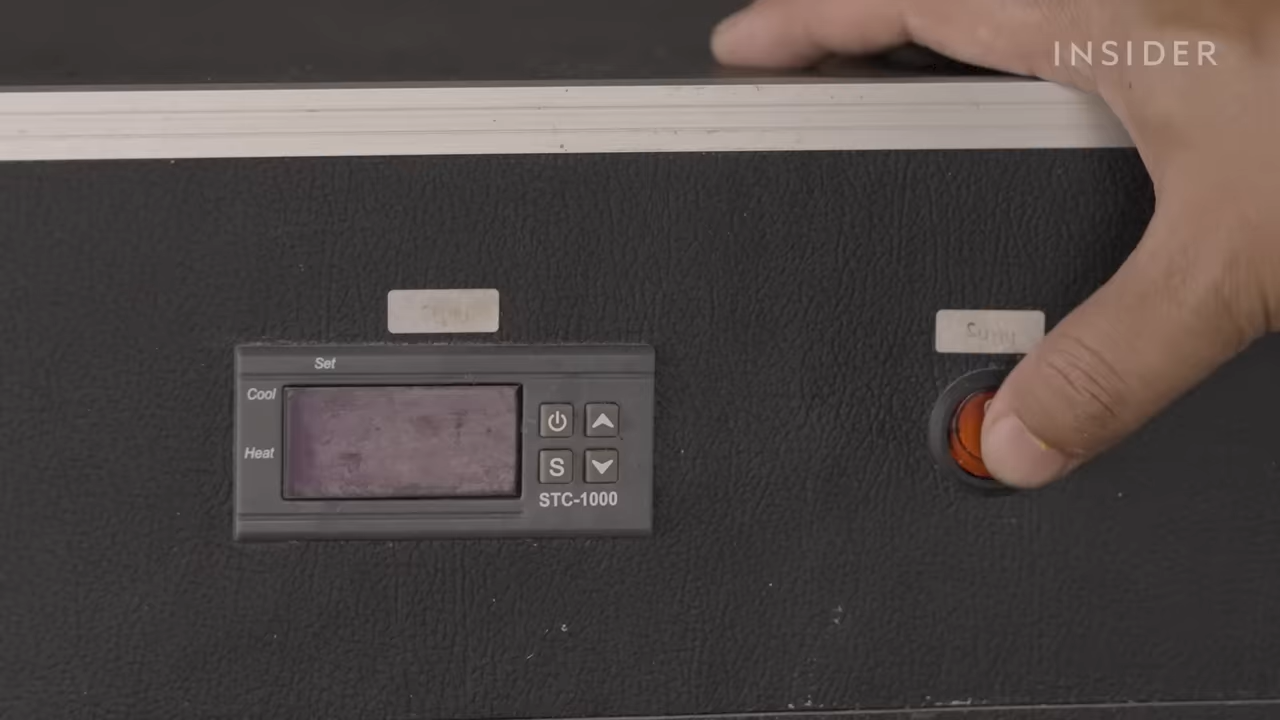 INSIDER
Set
Cool
Heat
S
STC-1000